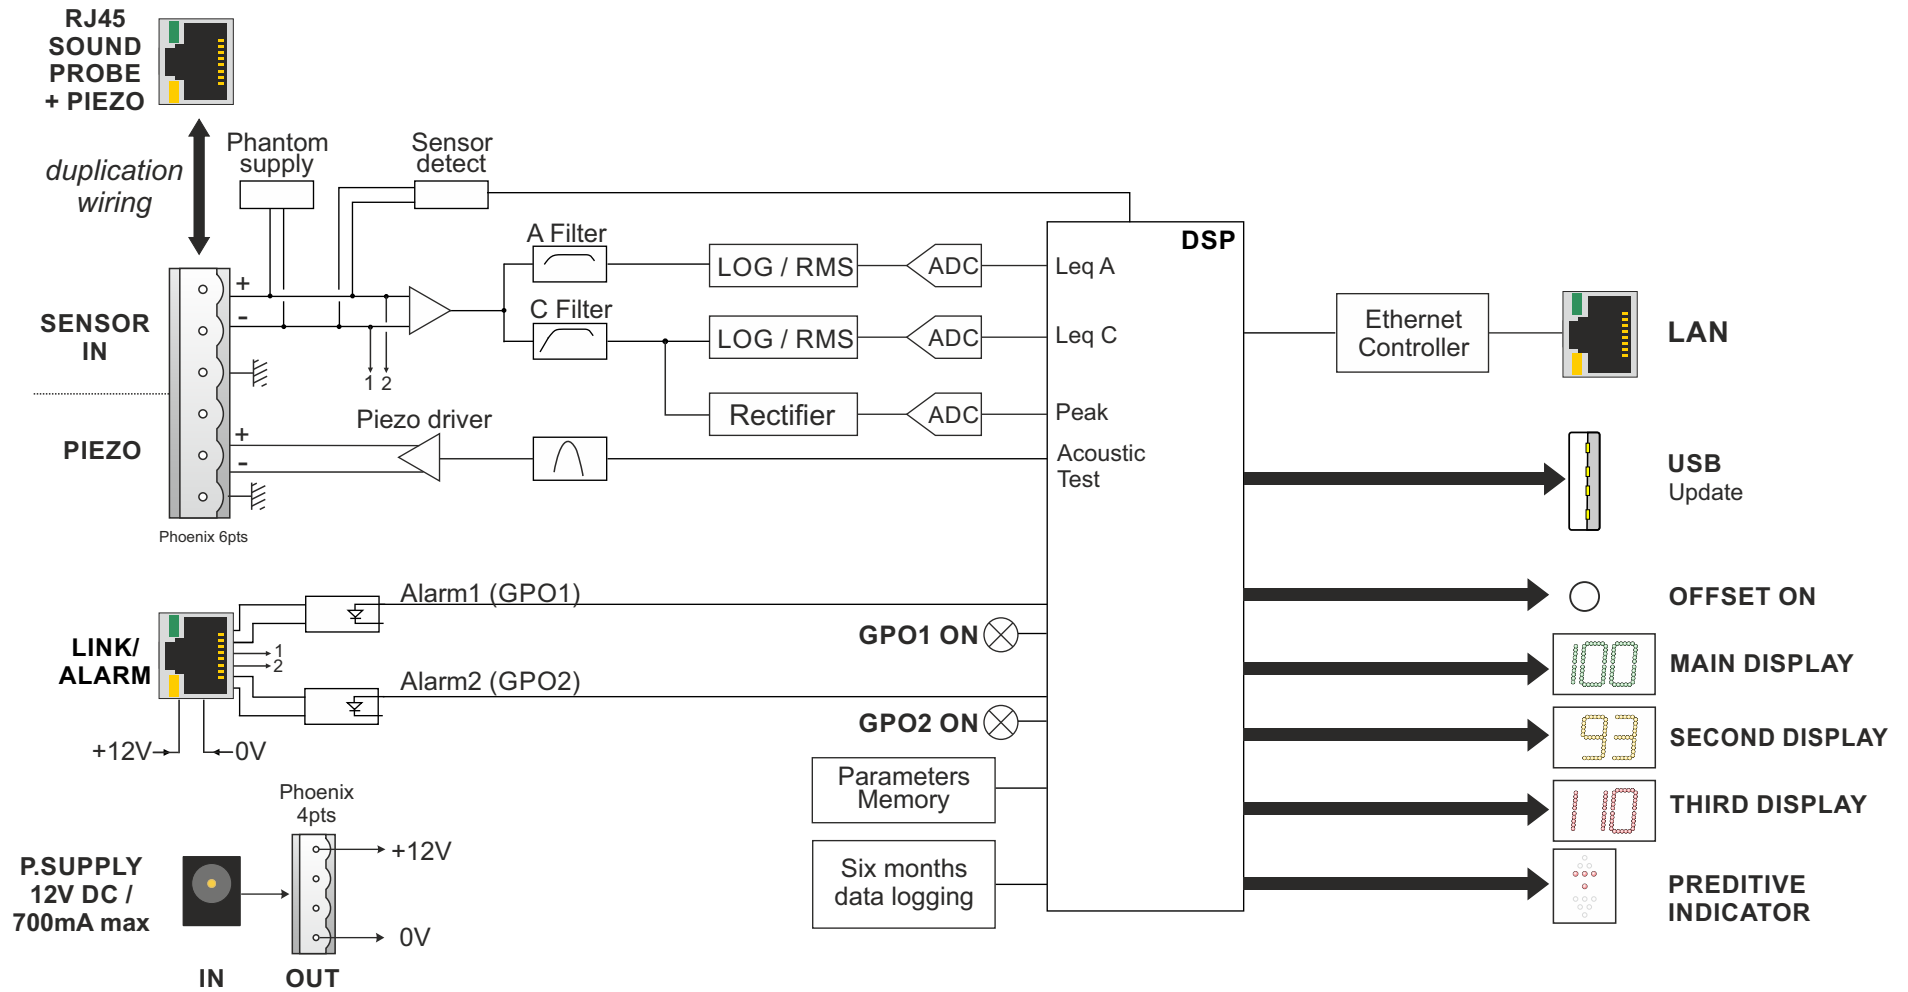 RJ45
SOUND
PROBE
+ PIEZO
duplication
wiring
Phantom
supply
Sensor
detect
SENSOR
IN
+
-
1 2
PIEZO
+
-
Phoenix 6pts
Piezo driver
A Filter
C Filter
LOG / RMS
LOG / RMS
Rectifier
ADC
ADC
ADC
DSP
Leq A
Leq C
Peak
Acoustic
Test
Ethernet
Controller
LAN
USB
Update
OFFSET ON
100
MAIN DISPLAY
93
SECOND DISPLAY
110
THIRD DISPLAY
PREDITIVE
INDICATOR
LINK/
ALARM
1
2
+12V
0V
Alarm1 (GPO1)
GPO1 ON
Alarm2 (GPO2)
GPO2 ON
Parameters
Memory
Six months
data logging
Phoenix
4pts
+12V
0V
P.SUPPLY
12V DC /
700mA max
IN
OUT